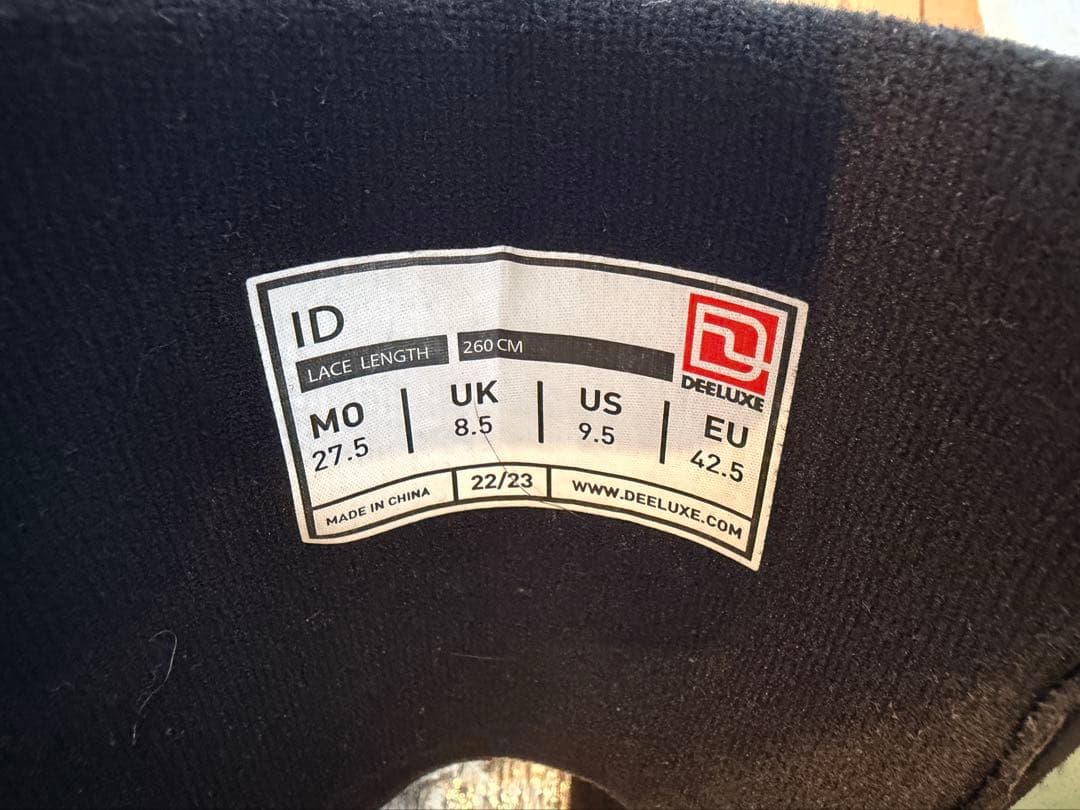 ID
LACE LENGTH 260 CM
DEELUXE
MO UK US EU
27.5 8.5 9.5 42.5
MADE IN CHINA 22/23 WWW.DEELUXE.COM